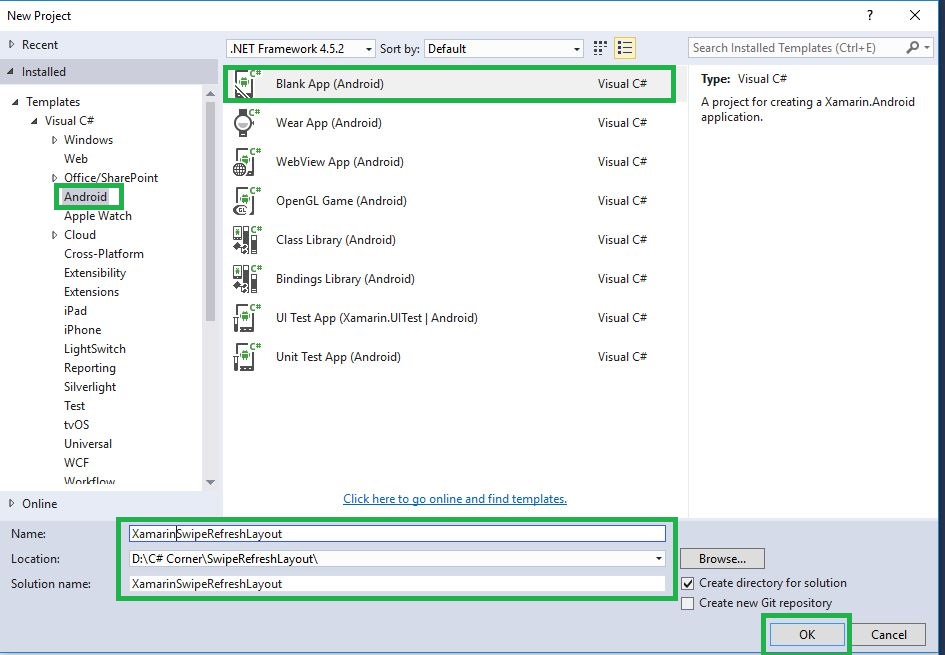 New Project
Recent
.NET Framework 4.5.2 Sort by: Default Search Installed Templates (Ctrl+E)
Installed
Templates
Visual C#
Windows
Web
Office/SharePoint
Android
Apple Watch
Cloud
Cross-Platform
Extensibility
Extensions
iPad
iPhone
LightSwitch
Reporting
Silverlight
Test
tvOS
Universal
WCF
Workflow
Online
C# Blank App (Android) Visual C#
C# Wear App (Android) Visual C#
C# WebView App (Android) Visual C#
C# GL OpenGL Game (Android) Visual C#
C# Class Library (Android) Visual C#
C# Bindings Library (Android) Visual C#
C# UI Test App (Xamarin.UITest | Android) Visual C#
C# Unit Test App (Android) Visual C#
Click here to go online and find templates.
Type: Visual C#
A project for creating a Xamarin.Android
application.
Name: XamarinSwipeRefreshLayout
Location: D:\C# Corner\SwipeRefreshLayout\ Browse...
Solution name: XamarinSwipeRefreshLayout Create directory for solution
Create new Git repository
OK Cancel